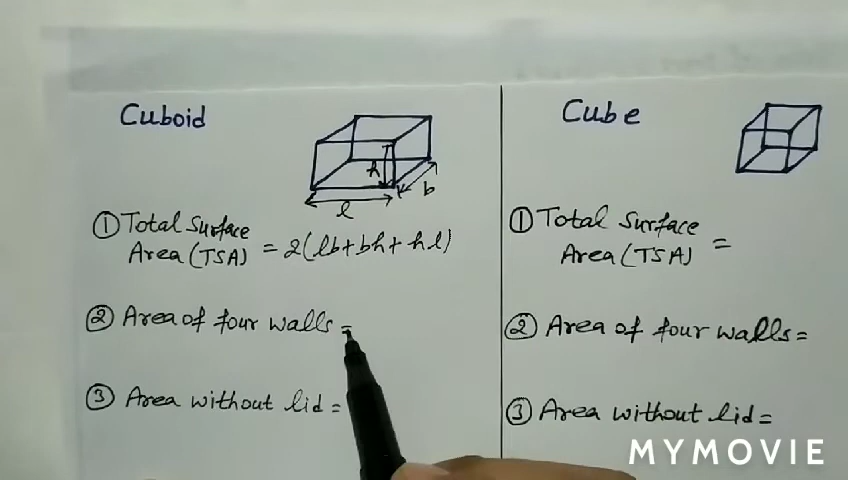 Cuboid
h
b
l
① Total Surface
Area (TSA) = 2(lb+bh+hl)
② Area of four walls =
③ Area without lid =
Cube
① Total Surface
Area (TSA) =
② Area of four walls =
③ Area without lid =
MYMOVIE